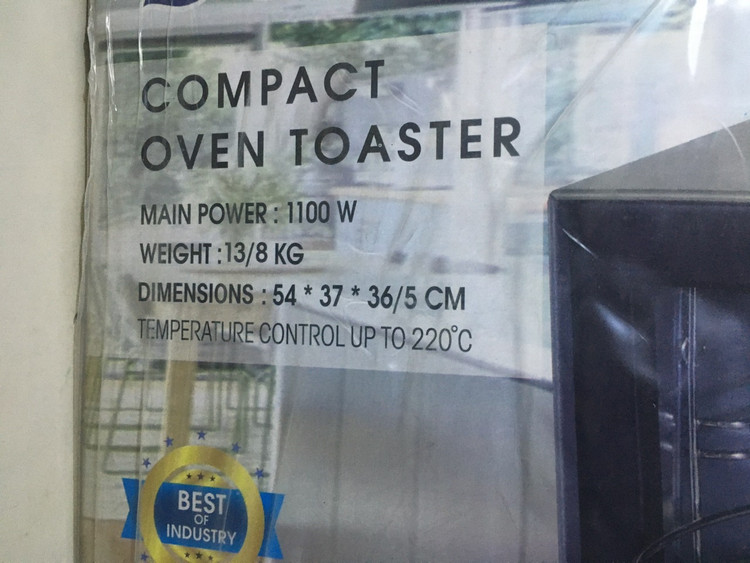 COMPACT
OVEN TOASTER
MAIN POWER : 1100 W
WEIGHT :13/8 KG
DIMENSIONS : 54 * 37 * 36/5 CM
TEMPERATURE CONTROL UP TO 220°C
BEST
OF
INDUSTRY